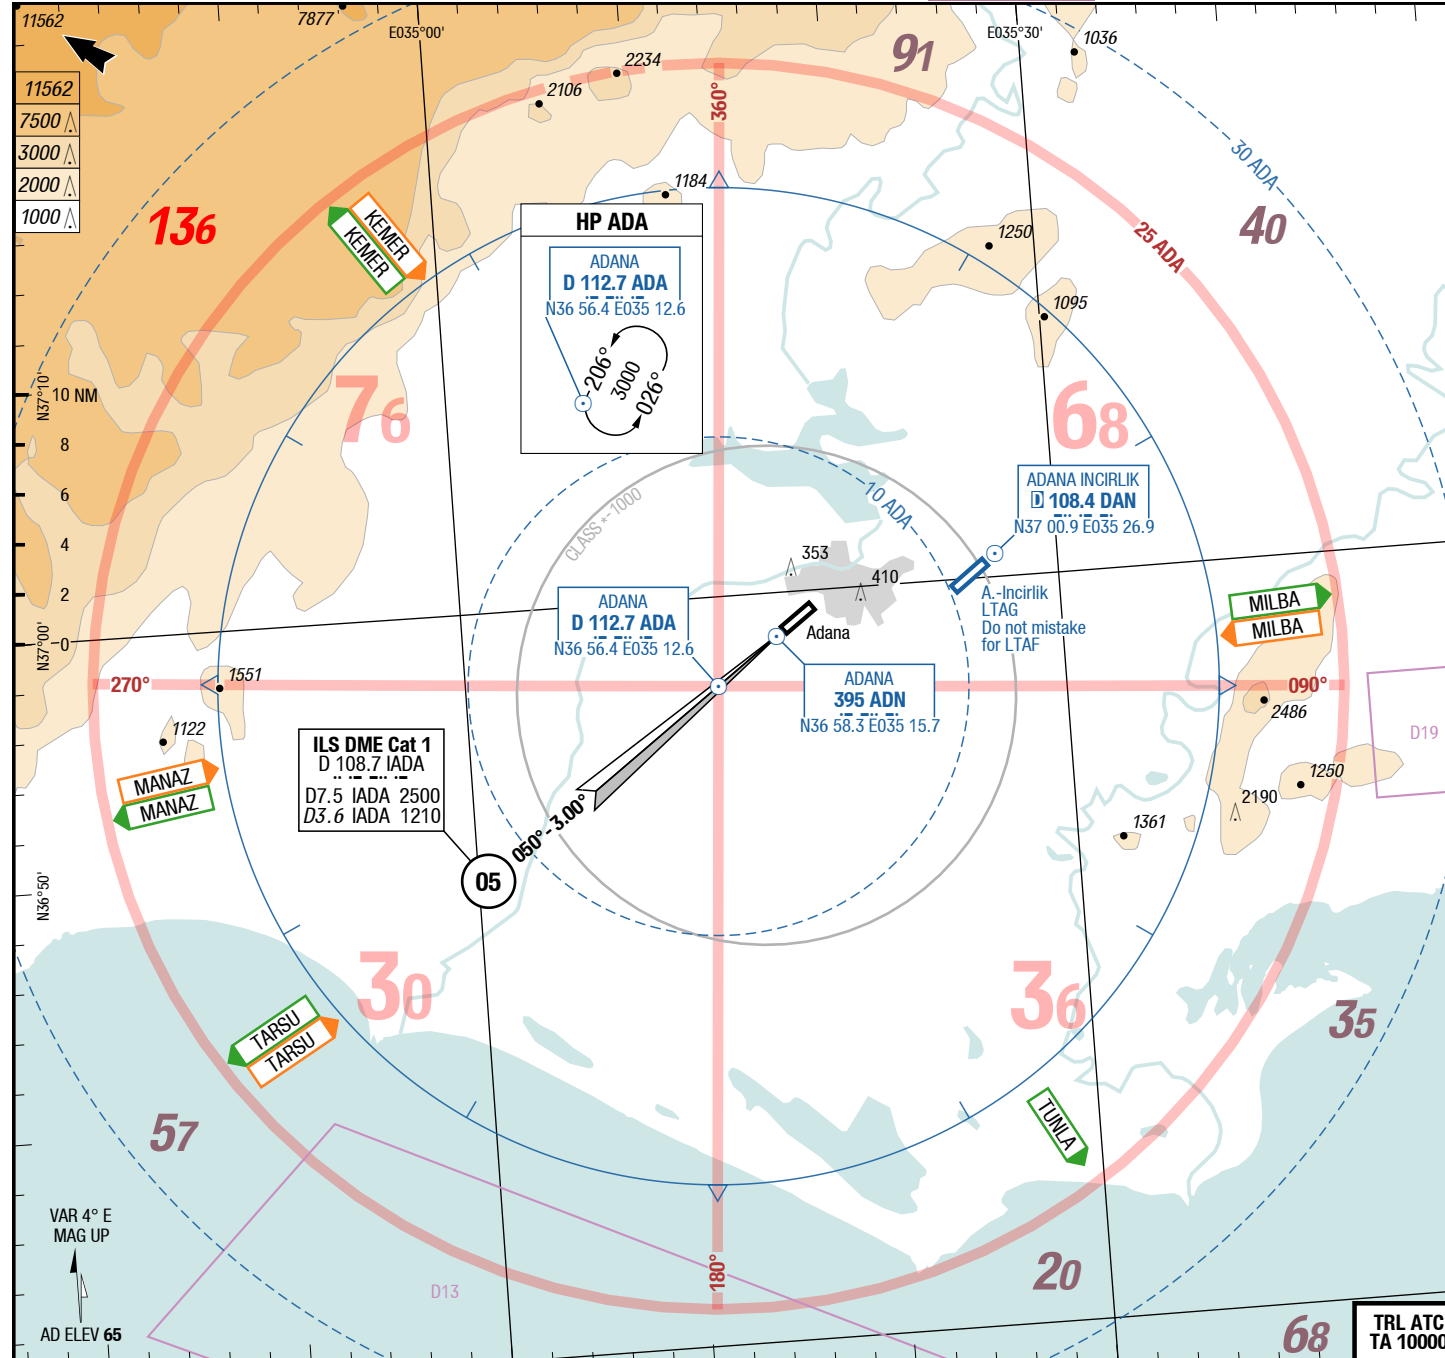 11562
7877
E035°00'
E035°30'
1036
91
2234
2106
30 ADA
360°
11562
7500
3000
2000
1000
136
KEMER
KEMER
1184
HP ADA
ADANA
D 112.7 ADA
N36 56.4 E035 12.6
206°
3000
026°
1250
25 ADA
40
1095
N37°10'
10 NM
8
6
4
2
0
N37°00'
76
68
CLASS *-1000
10 ADA
ADANA INCIRLIK
D 108.4 DAN
N37 00.9 E035 26.9
353
410
A.-Incirlik
LTAG
Do not mistake
for LTAF
ADANA
D 112.7 ADA
N36 56.4 E035 12.6
Adana
MILBA
MILBA
270°
090°
1551
1122
ADANA
395 ADN
N36 58.3 E035 15.7
2486
D19
1250
2190
1361
MANAZ
MANAZ
ILS DME Cat 1
D 108.7 IADA
D7.5 IADA 2500
D3.6 IADA 1210
050° - 3.00°
05
N36°50'
30
36
35
TARSU
TARSU
TUNLA
57
VAR 4° E
MAG UP
AD ELEV 65
D13
180°
20
68
TRL ATC
TA 10000